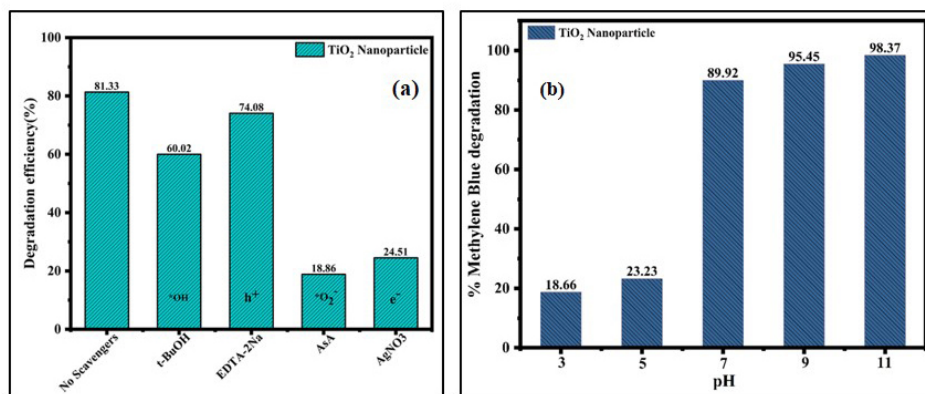 TiO₂ Nanoparticle
(a)
Degradation efficiency(%)
100
80
60
40
20
0
81.33
60.02
74.08
18.86
24.51
*OH
h⁺
*O₂⁻
e⁻
No Scavengers
t-BuOH
EDTA-2Na
AsA
AgNO3
TiO₂ Nanoparticle
(b)
% Methylene Blue degradation
100
80
60
40
20
0
18.66
23.23
89.92
95.45
98.37
3
5
7
9
11
pH